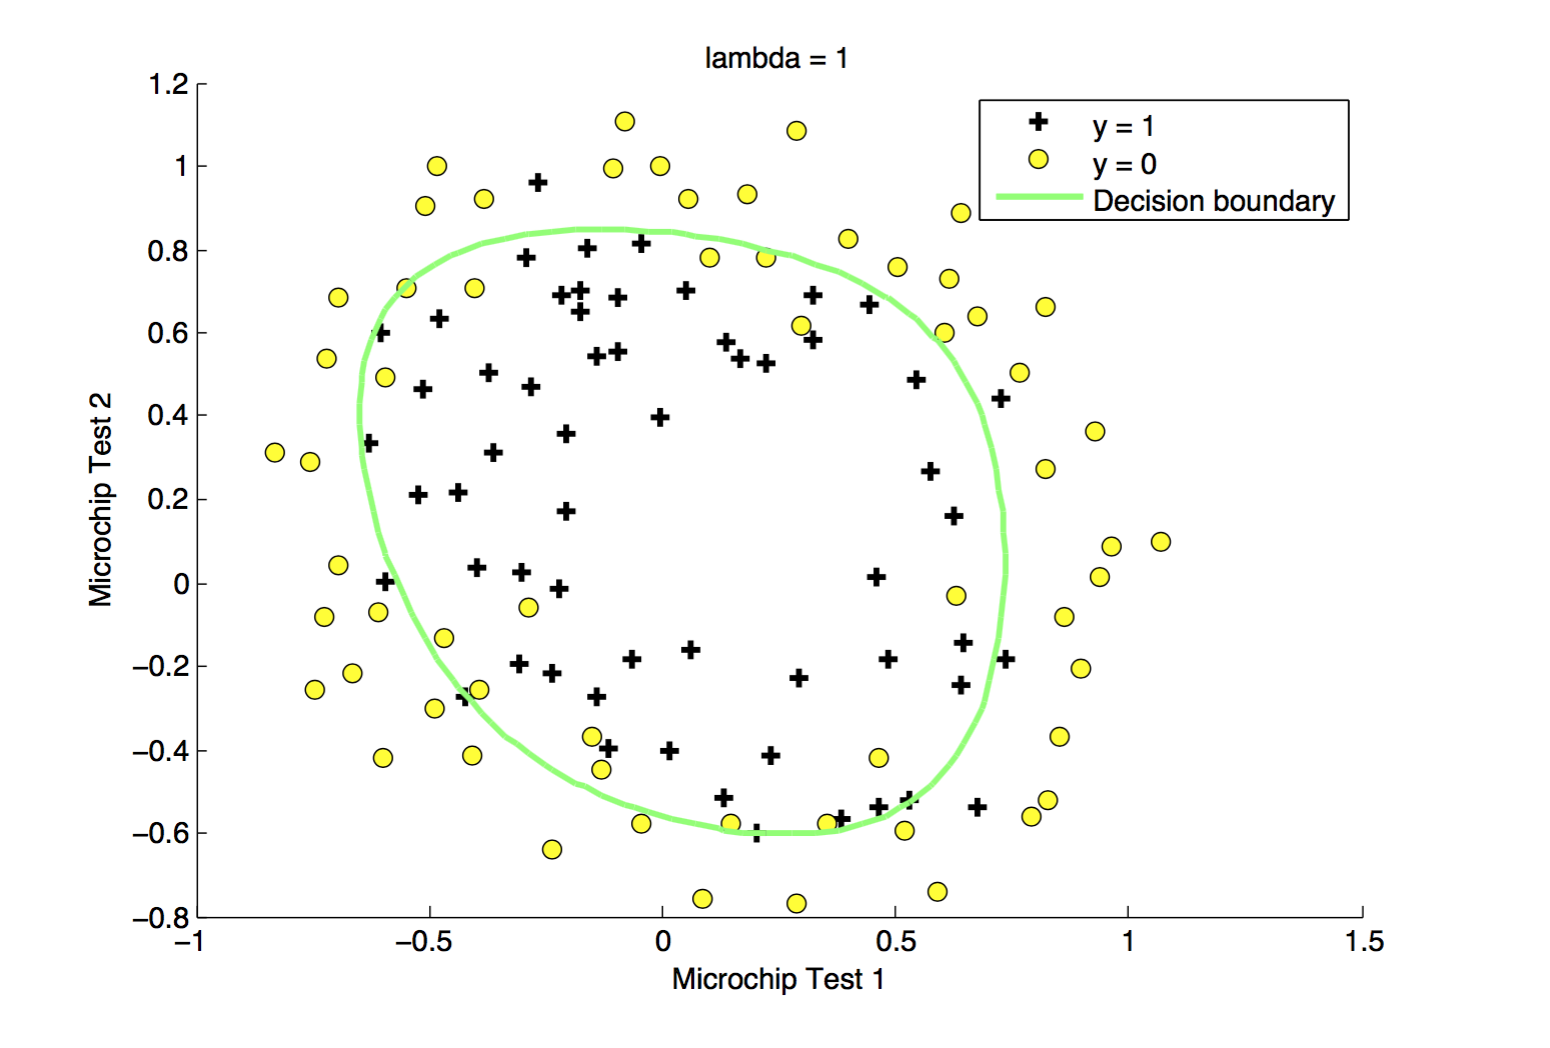 lambda = 1
1.2
1
0.8
0.6
0.4
0.2
0
−0.2
−0.4
−0.6
−0.8
−1
−0.5
0
0.5
1
1.5
Microchip Test 1
Microchip Test 2
y = 1
y = 0
Decision boundary